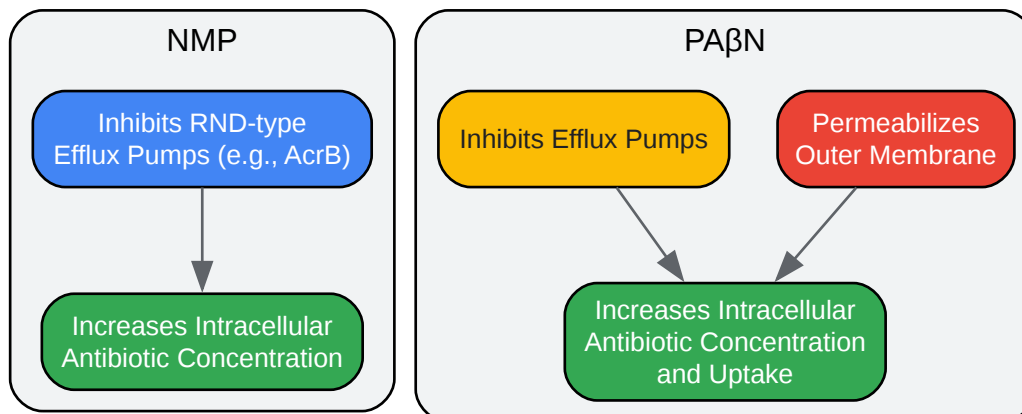 NMP
Inhibits RND-type
Efflux Pumps (e.g., AcrB)
Increases Intracellular
Antibiotic Concentration
PAβN
Inhibits Efflux Pumps
Permeabilizes
Outer Membrane
Increases Intracellular
Antibiotic Concentration
and Uptake